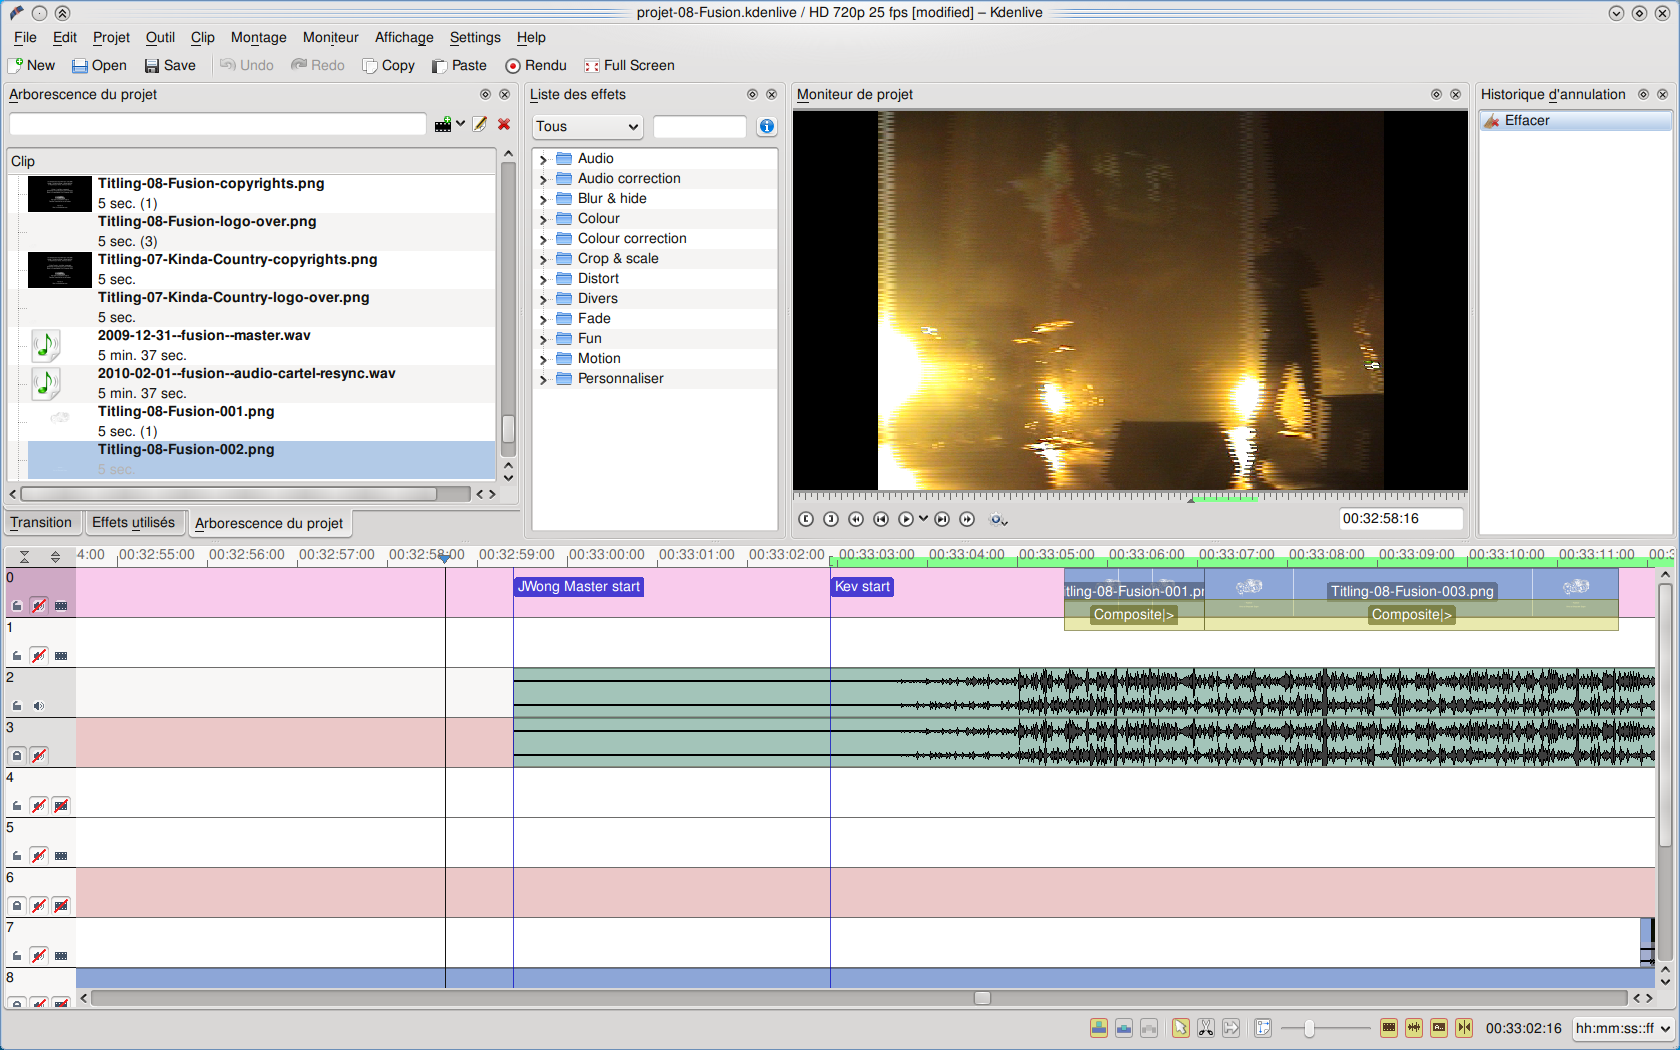 projet-08-Fusion.kdenlive / HD 720p 25 fps [modified] – Kdenlive
File Edit Projet Outil Clip Montage Moniteur Affichage Settings Help
New Open Save Undo Redo Copy Paste Rendu Full Screen
Arborescence du projet
Clip
Titling-08-Fusion-copyrights.png
5 sec. (1)
Titling-08-Fusion-logo-over.png
5 sec. (3)
Titling-07-Kinda-Country-copyrights.png
5 sec.
Titling-07-Kinda-Country-logo-over.png
5 sec.
2009-12-31--fusion--master.wav
5 min. 37 sec.
2010-02-01--fusion--audio-cartel-resync.wav
5 min. 37 sec.
Titling-08-Fusion-001.png
5 sec. (1)
Titling-08-Fusion-002.png
5 sec.
Transition Effets utilisés Arborescence du projet
Liste des effets
Tous
Audio
Audio correction
Blur & hide
Colour
Colour correction
Crop & scale
Distort
Divers
Fade
Fun
Motion
Personnaliser
Moniteur de projet
00:32:58:16
Historique d'annulation
Effacer
4:00 00:32:55:00 00:32:56:00 00:32:57:00 00:32:58:00 00:32:59:00 00:33:00:00 00:33:01:00 00:33:02:00 00:33:03:00 00:33:04:00 00:33:05:00 00:33:06:00 00:33:07:00 00:33:08:00 00:33:09:00 00:33:10:00 00:33:11:00 00:3
0
JWong Master start
Kev start
itling-08-Fusion-001.pr
Titling-08-Fusion-003.png
Composite|>
Composite|>
1
2
3
4
5
6
7
8
00:33:02:16 hh:mm:ss::ff